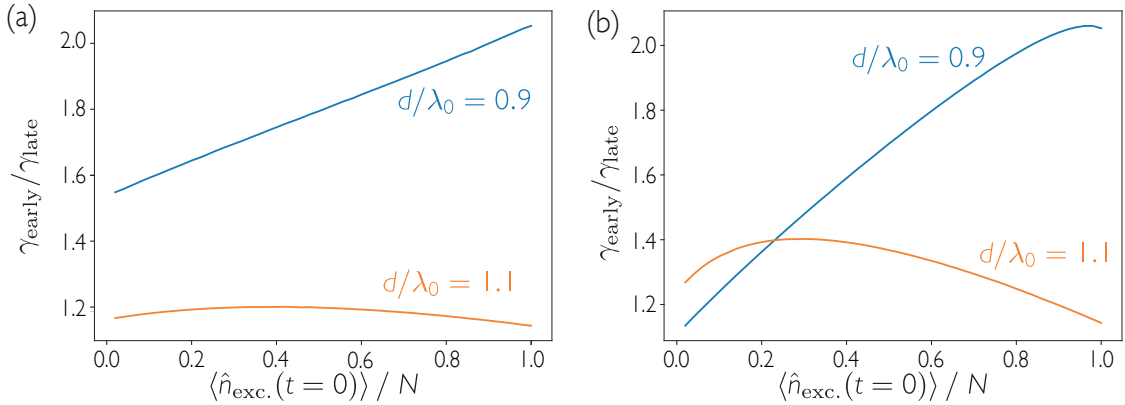 (a)
2.0
1.8
1.6
1.4
1.2
γearly/γlate
d/λ0 = 0.9
d/λ0 = 1.1
0.0 0.2 0.4 0.6 0.8 1.0
⟨n̂exc.(t = 0)⟩ / N
(b)
2.0
1.8
1.6
1.4
1.2
γearly/γlate
d/λ0 = 0.9
d/λ0 = 1.1
0.0 0.2 0.4 0.6 0.8 1.0
⟨n̂exc.(t = 0)⟩ / N